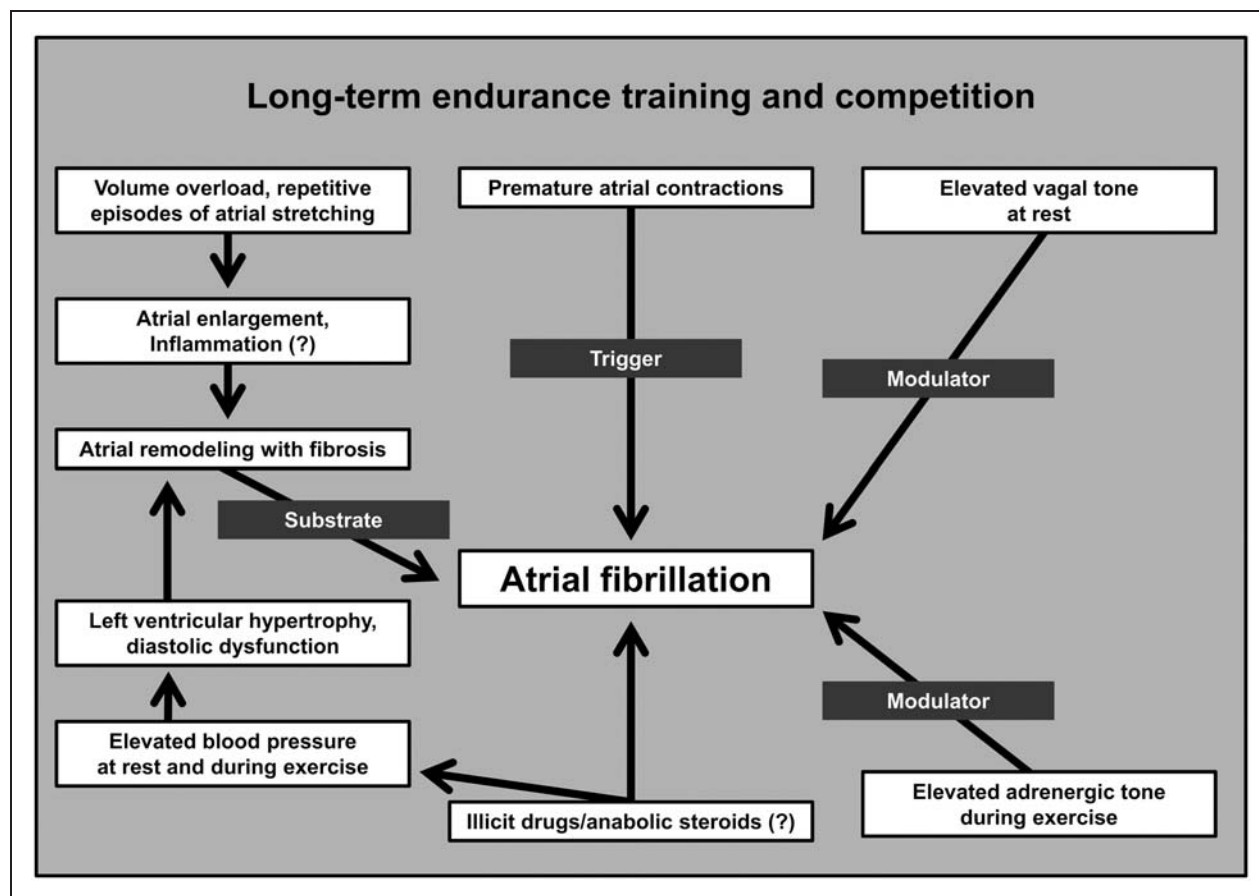 Long-term endurance training and competition
Volume overload, repetitive
episodes of atrial stretching
Premature atrial contractions
Elevated vagal tone
at rest
Atrial enlargement,
Inflammation (?)
Trigger
Modulator
Atrial remodeling with fibrosis
Substrate
Atrial fibrillation
Left ventricular hypertrophy,
diastolic dysfunction
Modulator
Elevated blood pressure
at rest and during exercise
Illicit drugs/anabolic steroids (?)
Elevated adrenergic tone
during exercise